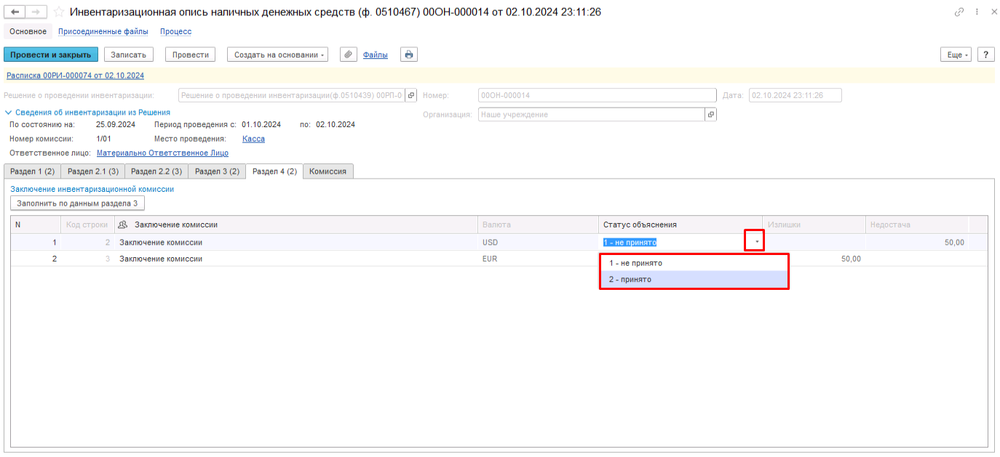 Инвентаризационная опись наличных денежных средств (ф. 0510467) 00ОН-000014 от 02.10.2024 23:11:26
Основное Присоединенные файлы Процесс
Провести и закрыть Записать Провести Создать на основании Файлы Еще ?
Расписка 00РИ-000074 от 02.10.2024
Решение о проведении инвентаризации: Решение о проведении инвентаризации(ф.0510439) 00РП-0 Номер: 00ОН-000014 Дата: 02.10.2024 23:11:26
Сведения об инвентаризации из Решения Организация: Наше учреждение
По состоянию на: 25.09.2024 Период проведения с: 01.10.2024 по: 02.10.2024
Номер комиссии: 1/01 Место проведения: Касса
Ответственное лицо: Материально Ответственное Лицо
Раздел 1 (2) Раздел 2.1 (3) Раздел 2.2 (3) Раздел 3 (2) Раздел 4 (2) Комиссия
Заключение инвентаризационной комиссии
Заполнить по данным раздела 3
N Код строки Заключение комиссии Валюта Статус объяснения Излишки Недостача
1 2 Заключение комиссии USD 1 - не принято 50,00
2 3 Заключение комиссии EUR 50,00
1 - не принято
2 - принято